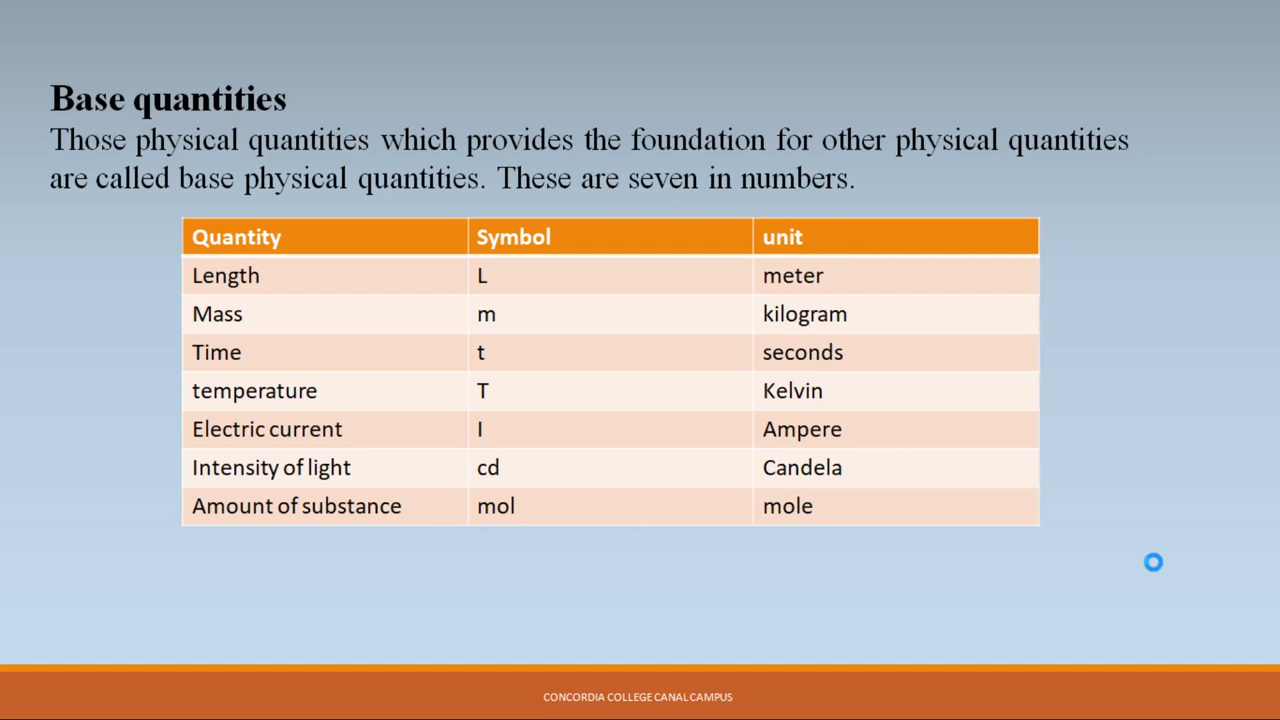 Base quantities
Those physical quantities which provides the foundation for other physical quantities
are called base physical quantities. These are seven in numbers.
Quantity Symbol unit
Length L meter
Mass m kilogram
Time t seconds
temperature T Kelvin
Electric current I Ampere
Intensity of light cd Candela
Amount of substance mol mole
CONCORDIA COLLEGE CANAL CAMPUS